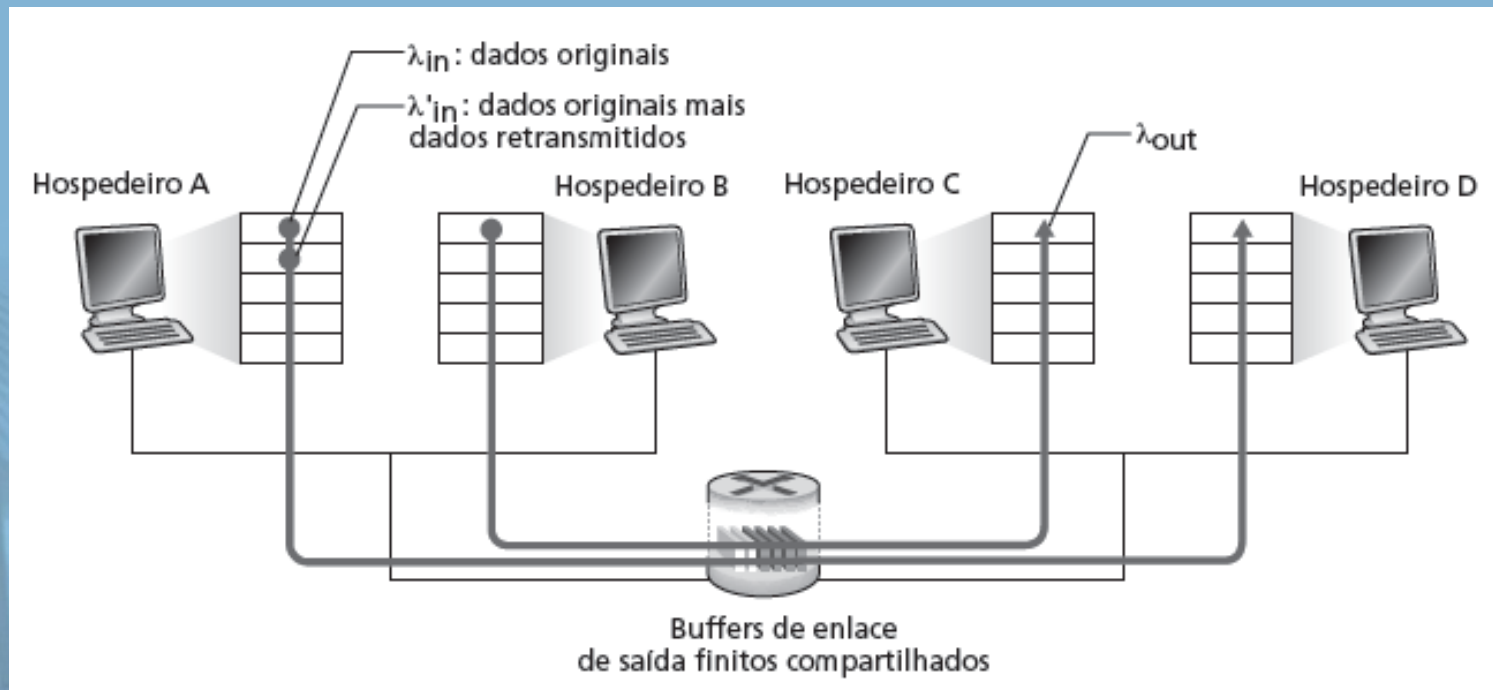 λin : dados originais
λ'in : dados originais mais
dados retransmitidos
λout
Hospedeiro A
Hospedeiro B
Hospedeiro C
Hospedeiro D
Buffers de enlace
de saída finitos compartilhados